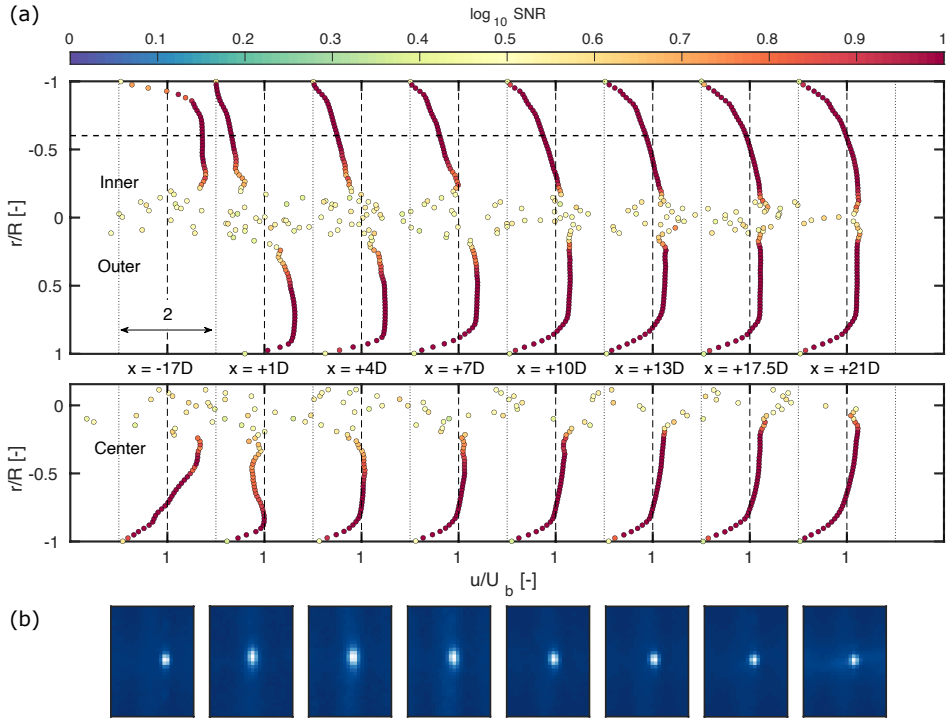 (a)
log10 SNR
0 0.1 0.2 0.3 0.4 0.5 0.6 0.7 0.8 0.9 1
-1
-0.5
Inner
0
r/R [-]
Outer
0.5
2
1
x = -17D x = +1D x = +4D x = +7D x = +10D x = +13D x = +17.5D x = +21D
0
Center
-0.5
r/R [-]
-1
1 1 1 1 1 1 1 1
u/U_b [-]
(b)